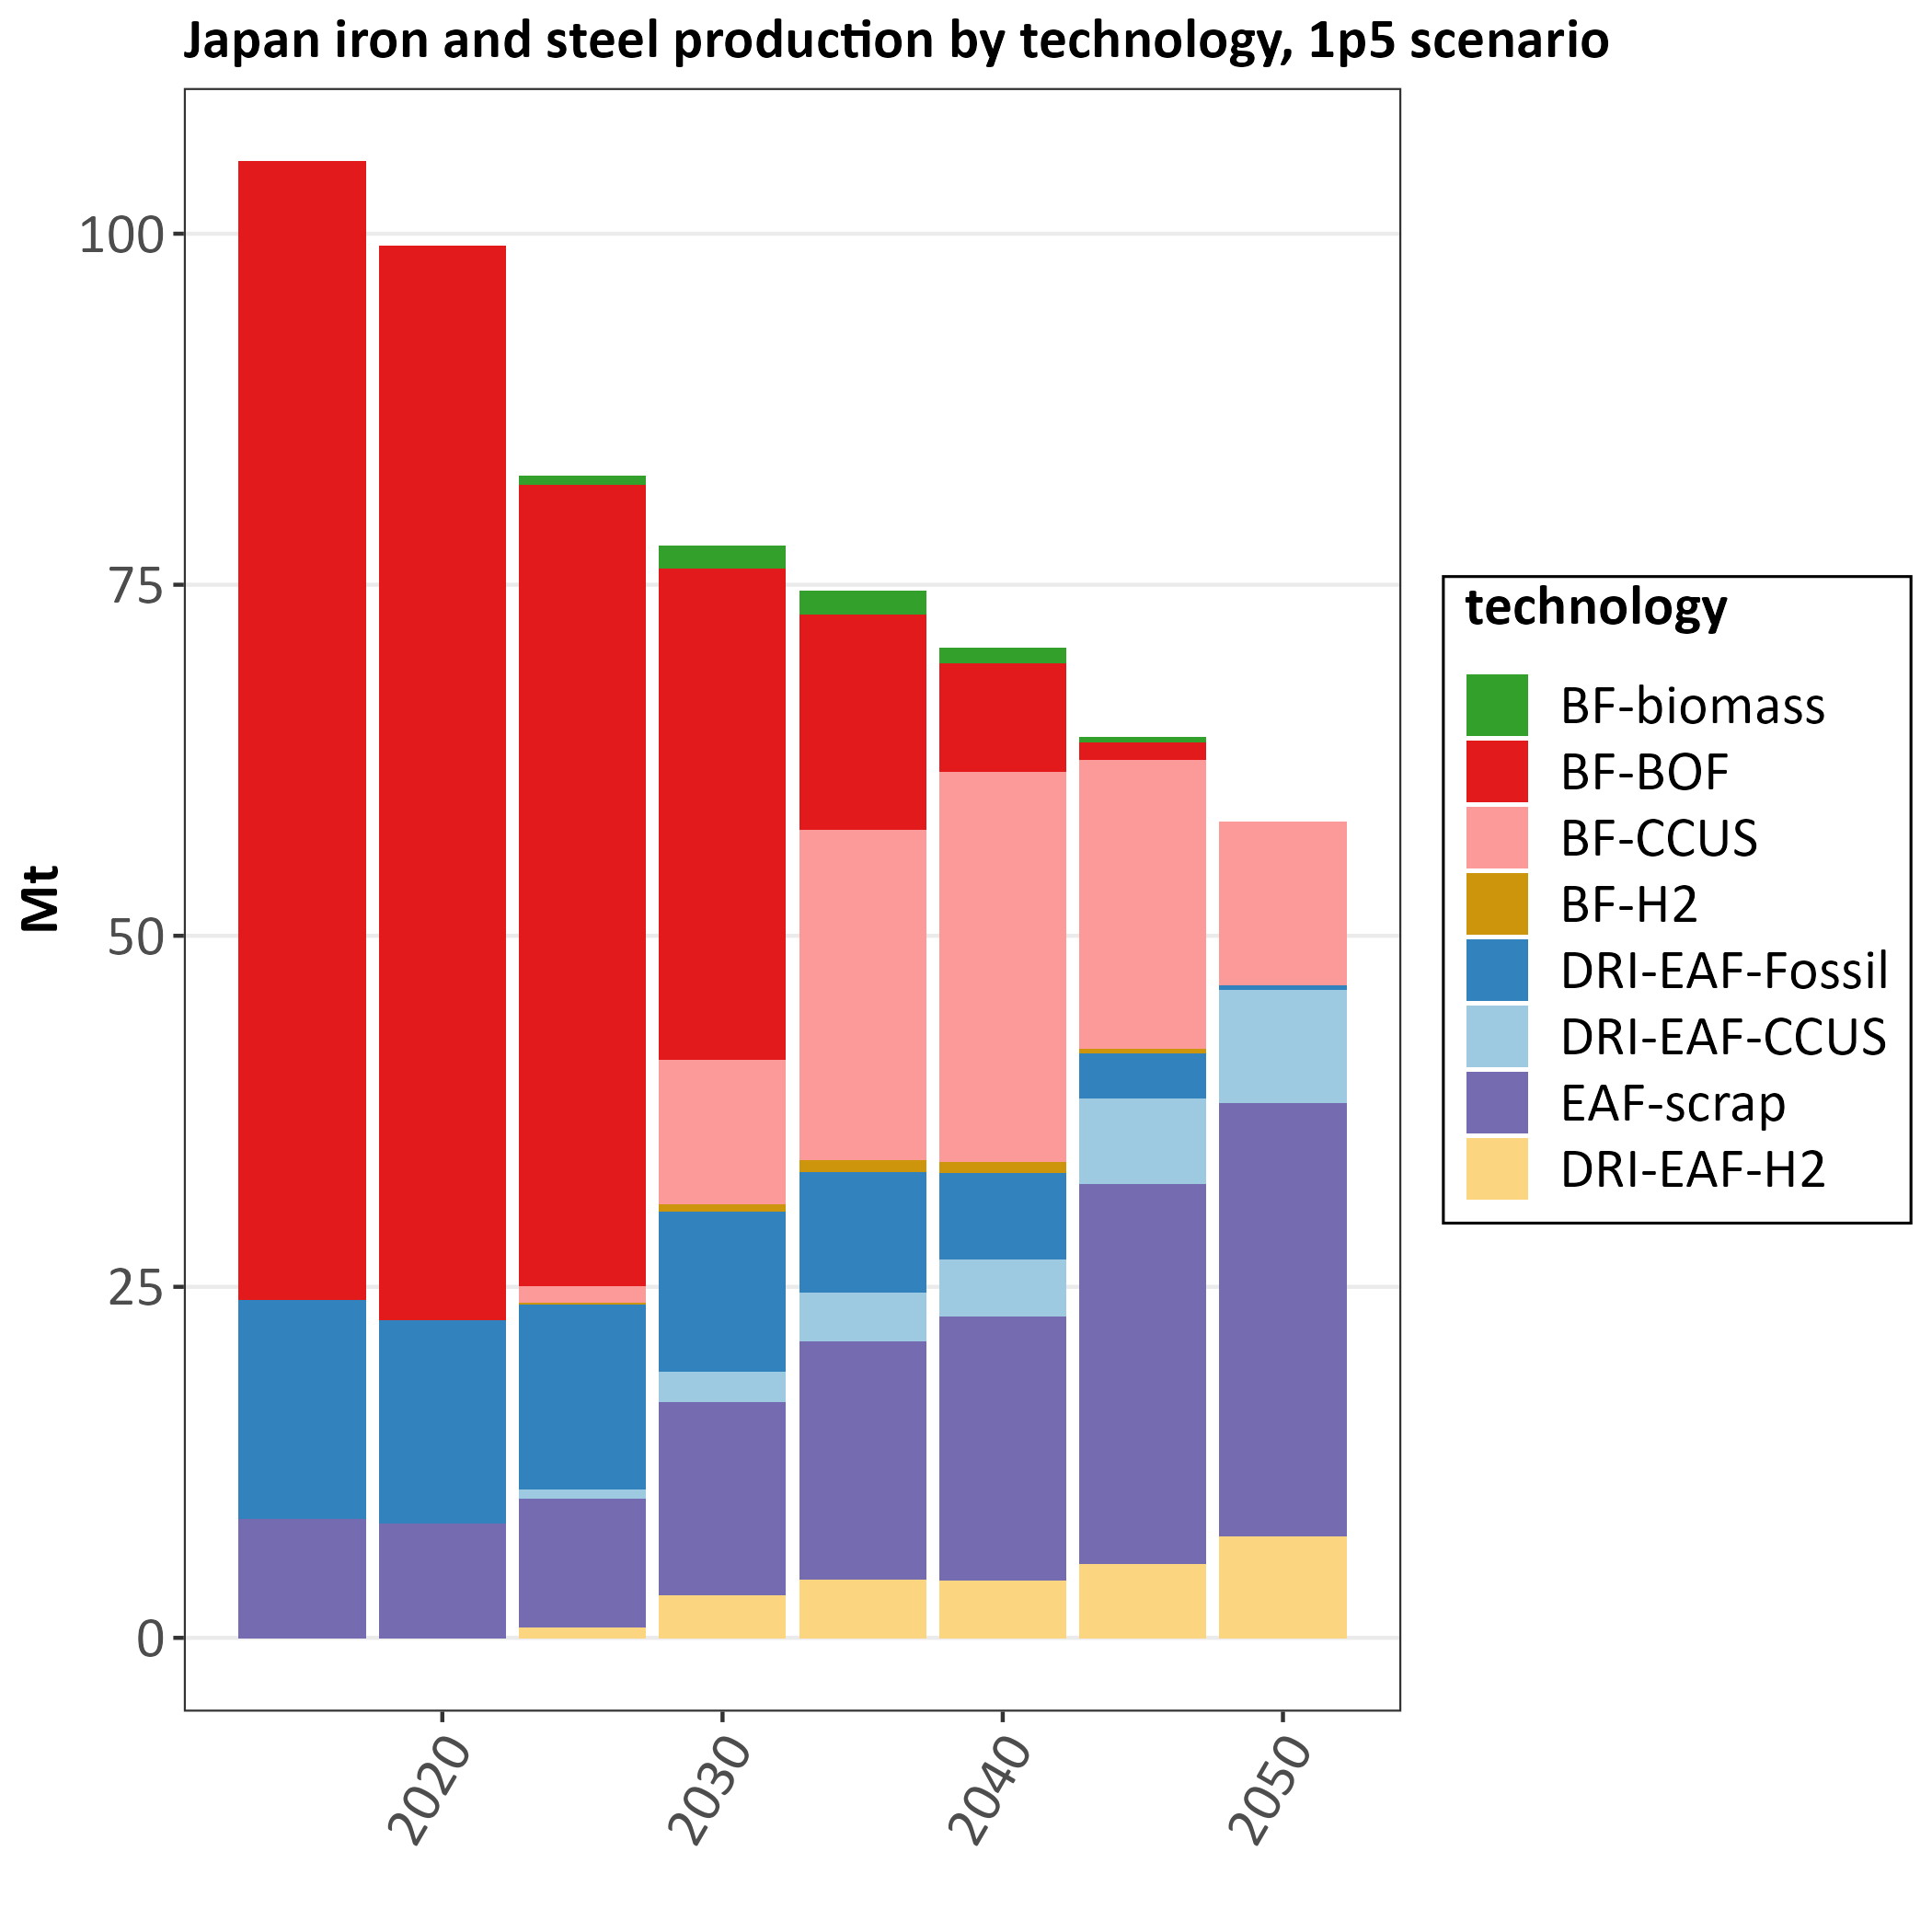 Japan iron and steel production by technology, 1p5 scenario
Mt
100
75
50
25
0
2020
2030
2040
2050
technology
BF-biomass
BF-BOF
BF-CCUS
BF-H2
DRI-EAF-Fossil
DRI-EAF-CCUS
EAF-scrap
DRI-EAF-H2